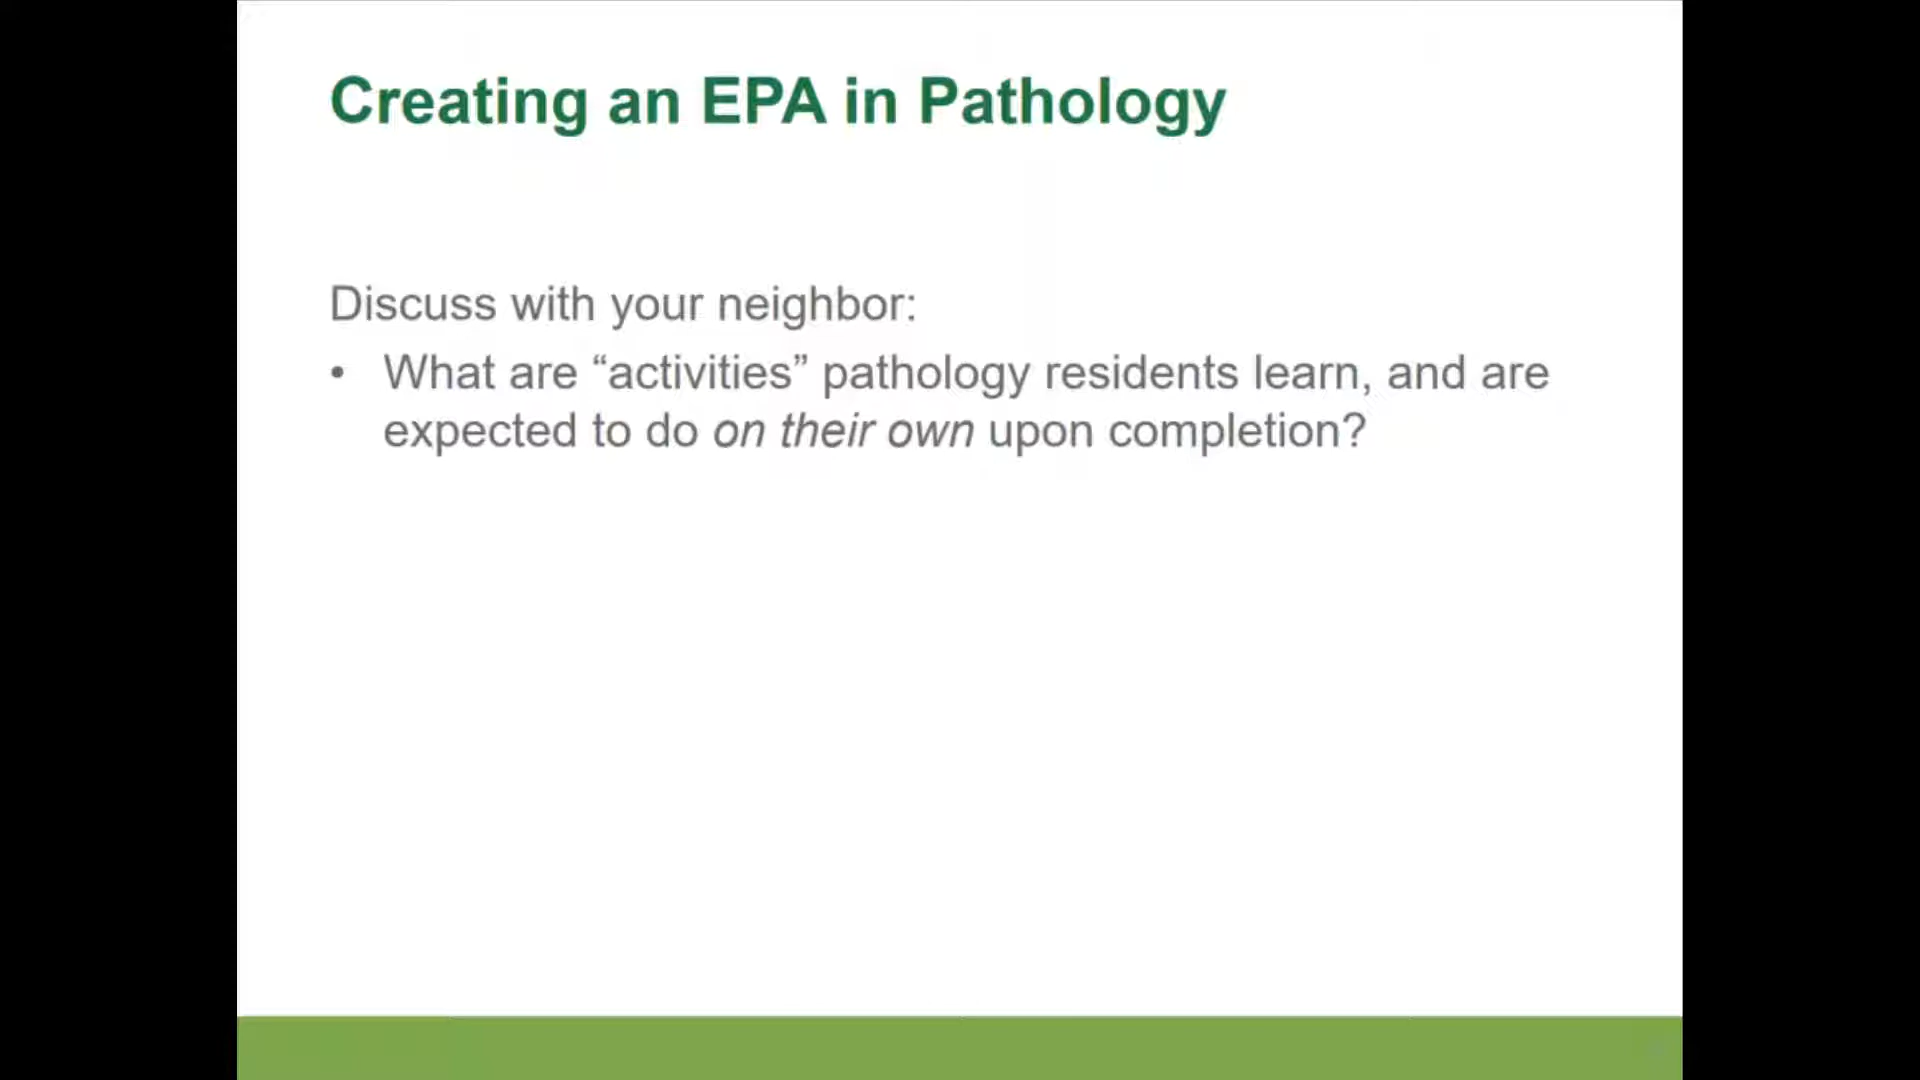 Creating an EPA in Pathology
Discuss with your neighbor:
• What are “activities” pathology residents learn, and are
expected to do on their own upon completion?